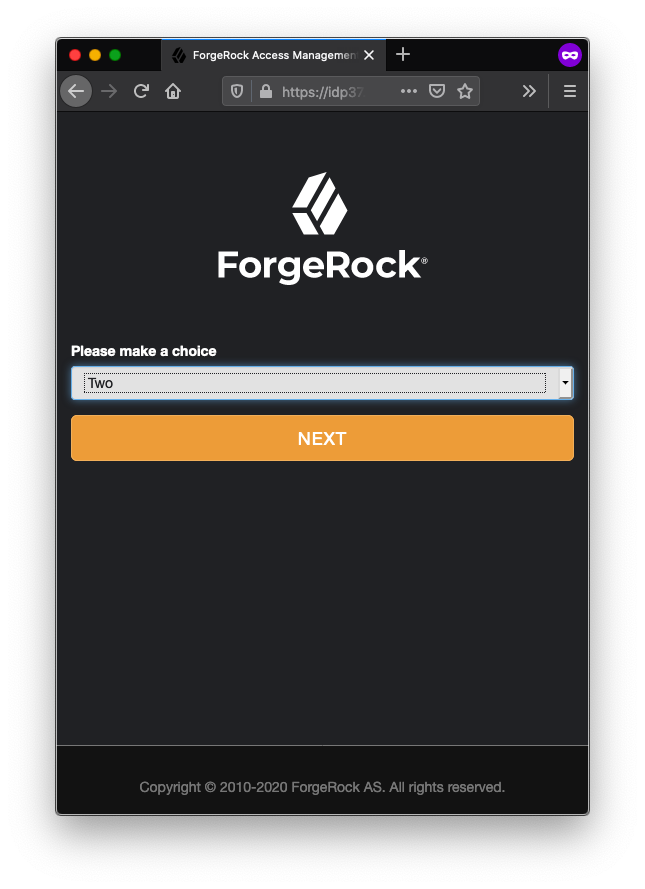 ForgeRock Access Management
https://idp37
ForgeRock®
Please make a choice
Two
NEXT
Copyright © 2010-2020 ForgeRock AS. All rights reserved.